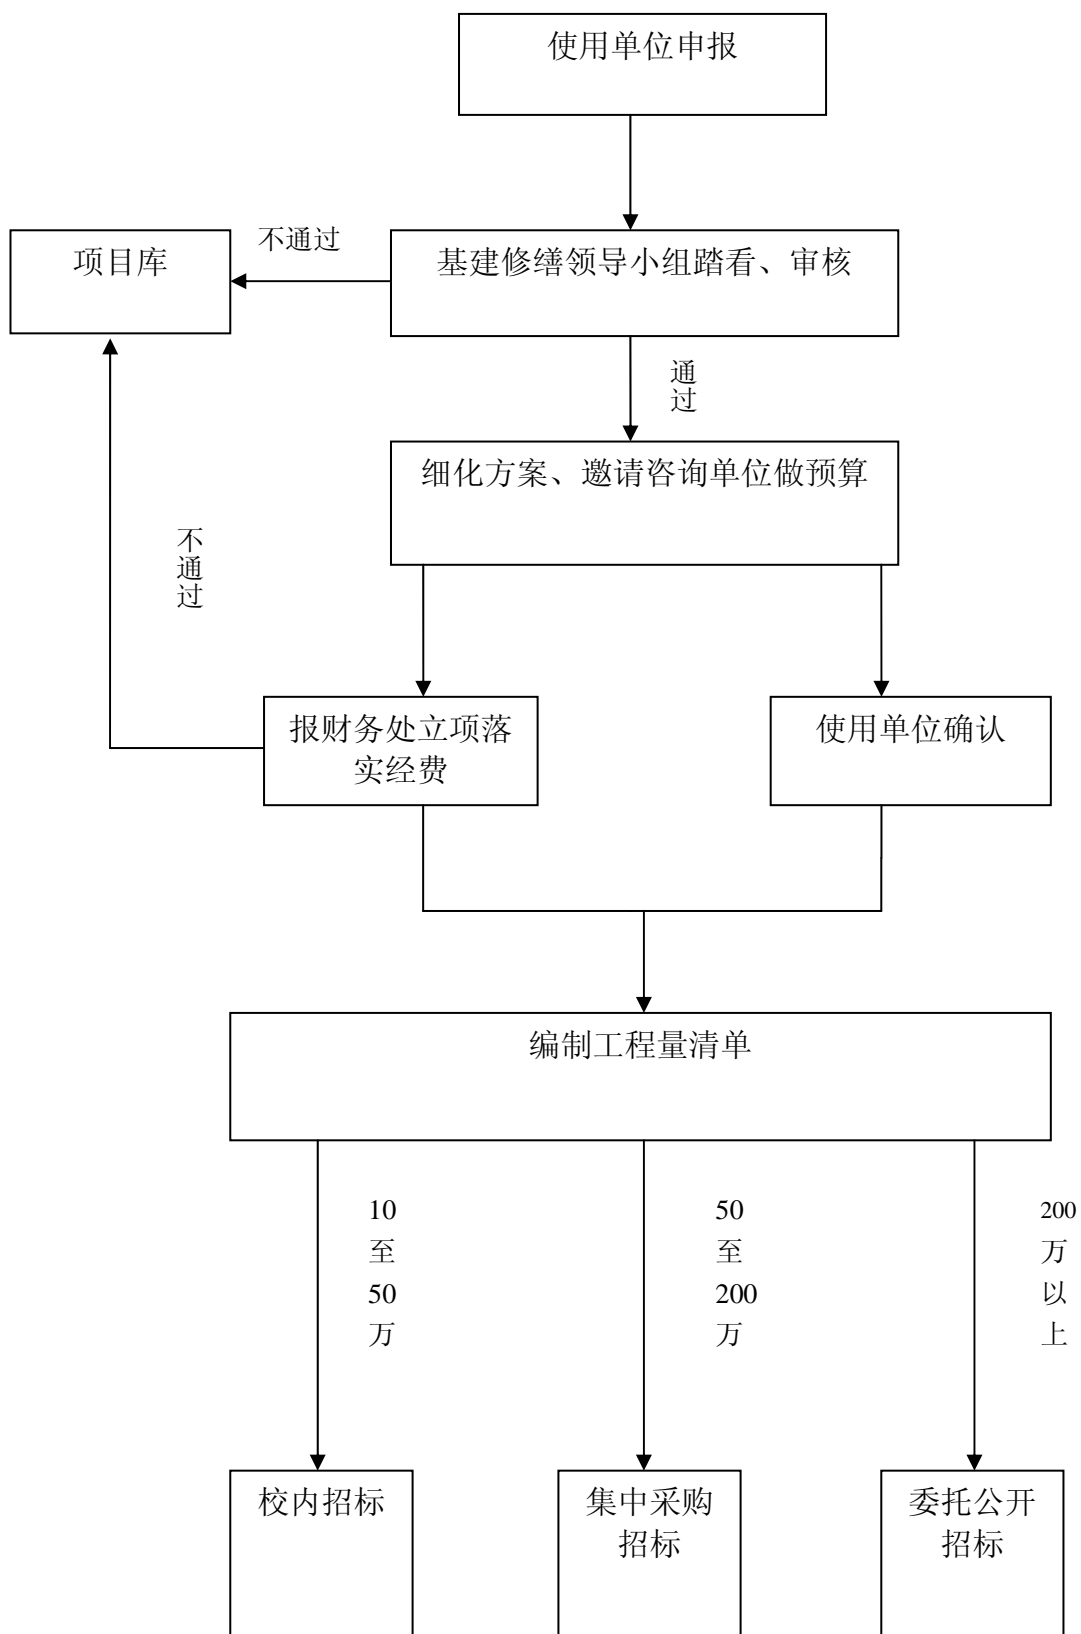 使用单位申报
不通过
项目库
基建修缮领导小组踏看、审核
通
过
细化方案、邀请咨询单位做预算
不
通
过
报财务处立项落
实经费
使用单位确认
编制工程量清单
10
至
50
万
50
至
200
万
200
万
以
上
校内招标
集中采购
招标
委托公开
招标